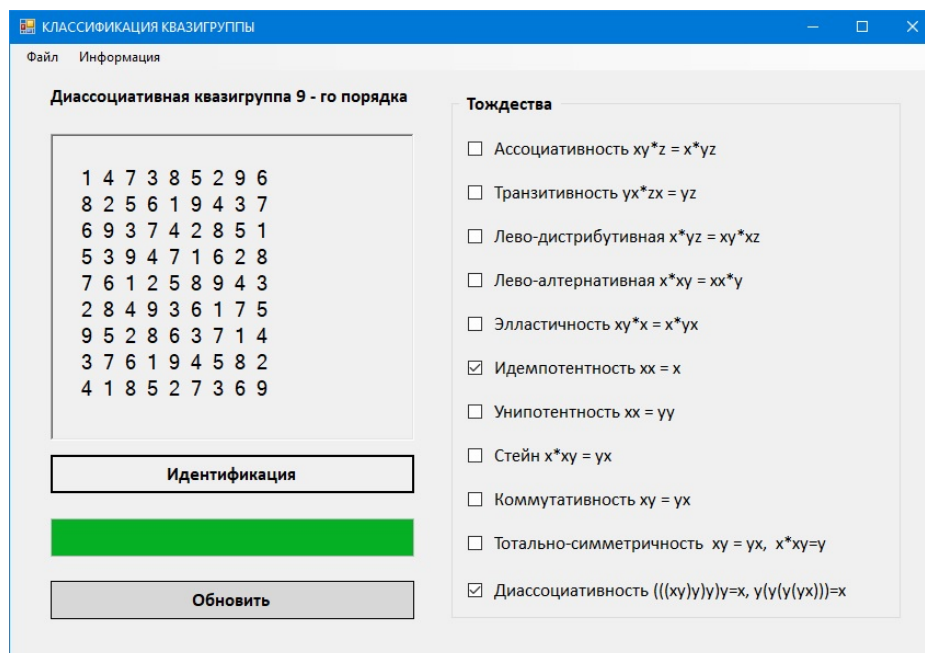 КЛАССИФИКАЦИЯ КВАЗИГРУППЫ
Файл Информация
Диассоциативная квазигруппа 9 - го порядка
1 4 7 3 8 5 2 9 6
8 2 5 6 1 9 4 3 7
6 9 3 7 4 2 8 5 1
5 3 9 4 7 1 6 2 8
7 6 1 2 5 8 9 4 3
2 8 4 9 3 6 1 7 5
9 5 2 8 6 3 7 1 4
3 7 6 1 9 4 5 8 2
4 1 8 5 2 7 3 6 9
Идентификация
Обновить
Тождества
Ассоциативность xy*z = x*yz
Транзитивность yx*zx = yz
Лево-дистрибутивная x*yz = xy*xz
Лево-алтернативная x*xy = xx*y
Элластичность xy*x = x*yx
Идемпотентность xx = x
Унипотентность xx = yy
Стейн x*xy = yx
Коммутативность xy = yx
Тотально-симметричность xy = yx, x*xy=y
Диассоциативность (((xy)y)y)y=x, y(y(y(yx)))=x